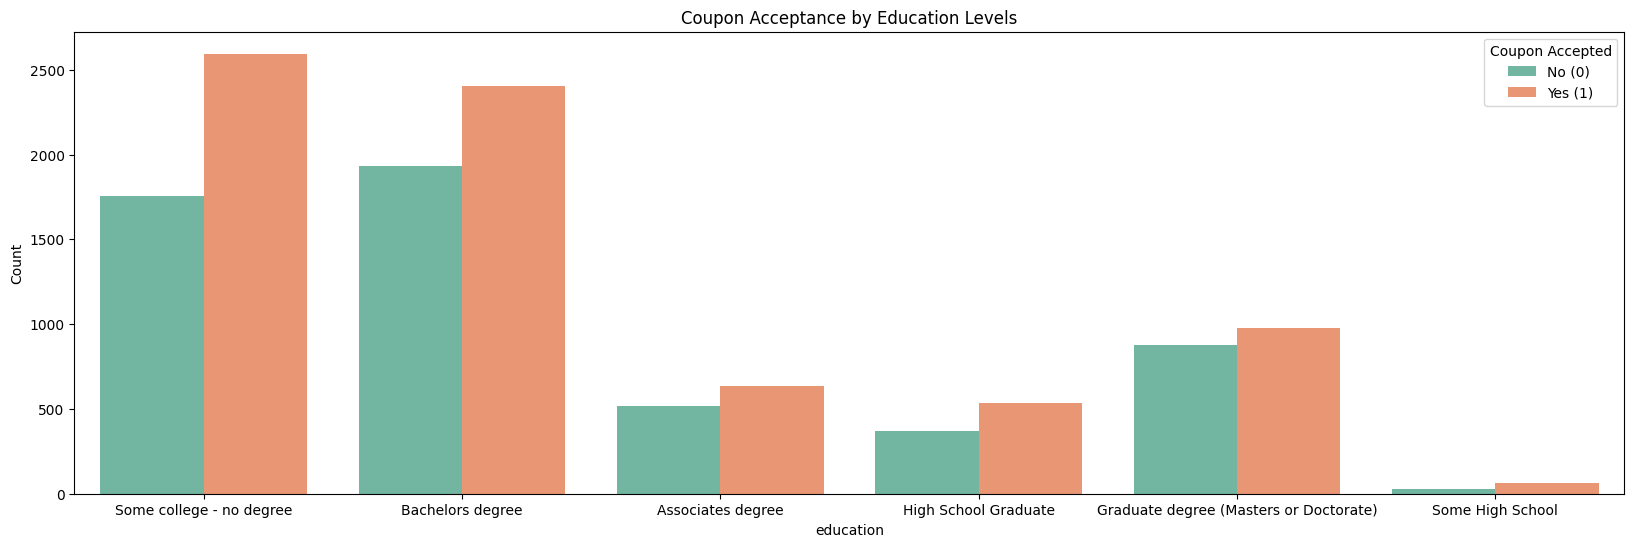 Coupon Acceptance by Education Levels
Coupon Accepted
No (0)
Yes (1)
2500
2000
1500
1000
500
0
Count
Some college - no degree
Bachelors degree
Associates degree
High School Graduate
Graduate degree (Masters or Doctorate)
Some High School
education